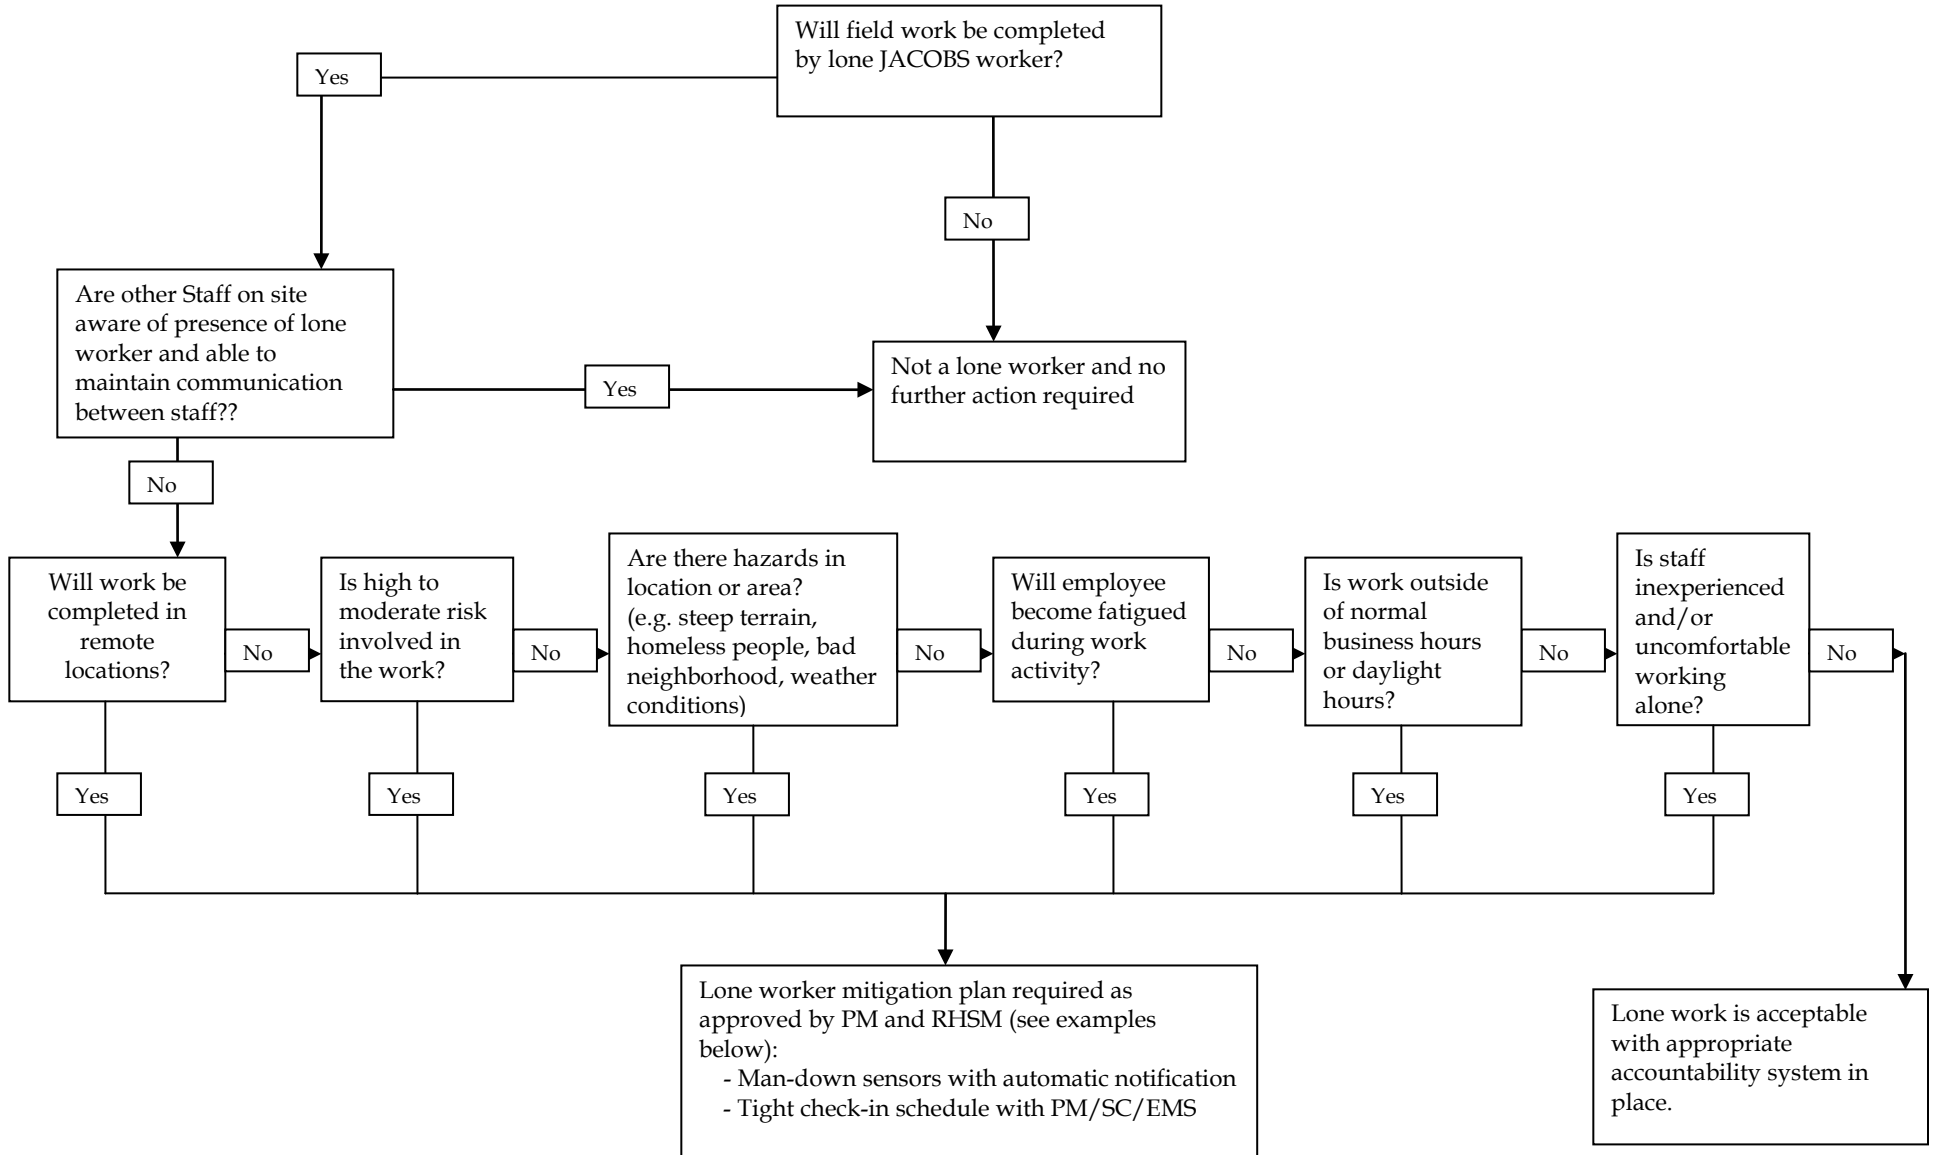 Will field work be completed
by lone JACOBS worker?
Yes
No
Are other Staff on site
aware of presence of lone
worker and able to
maintain communication
between staff??
Yes
Not a lone worker and no
further action required
No
Will work be
completed in
remote
locations?
No
Is high to
moderate risk
involved in
the work?
No
Are there hazards in
location or area?
(e.g. steep terrain,
homeless people, bad
neighborhood, weather
conditions)
No
Will employee
become fatigued
during work
activity?
No
Is work outside
of normal
business hours
or daylight
hours?
No
Is staff
inexperienced
and/or
uncomfortable
working
alone?
No
Yes
Yes
Yes
Yes
Yes
Yes
Lone worker mitigation plan required as
approved by PM and RHSM (see examples
below):
- Man-down sensors with automatic notification
- Tight check-in schedule with PM/SC/EMS
Lone work is acceptable
with appropriate
accountability system in
place.